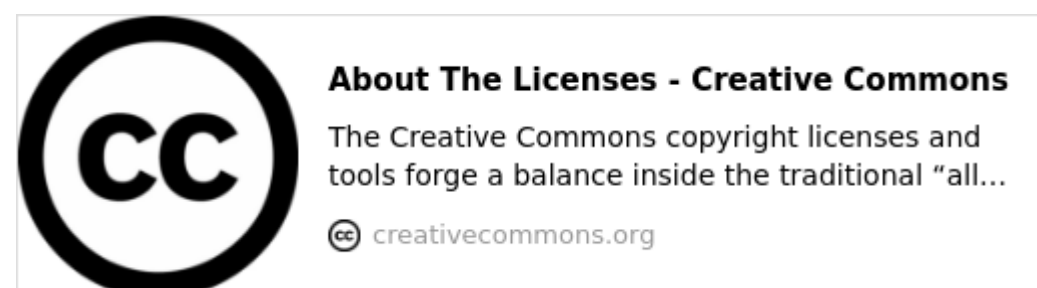 cc
About The Licenses - Creative Commons
The Creative Commons copyright licenses and
tools forge a balance inside the traditional “all...
cc creativecommons.org